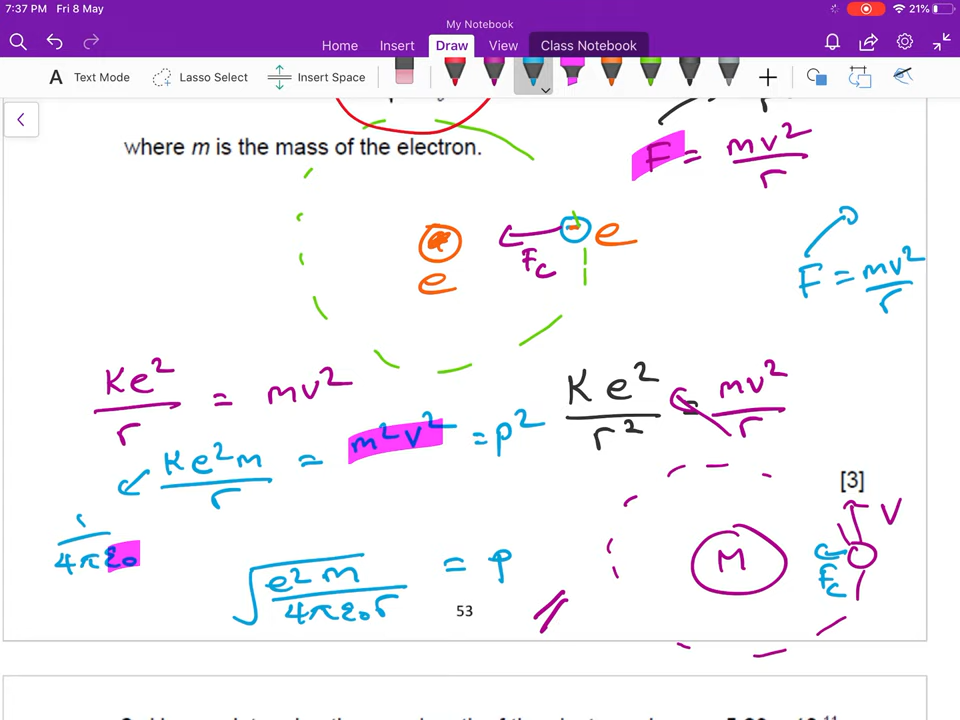 7:37 PM Fri 8 May
21%
My Notebook
Home Insert Draw View Class Notebook
A Text Mode Lasso Select Insert Space
where m is the mass of the electron.
F = mv²/r
e
e
Fc
F = mv²/r
Ke²/r = mv²
Ke²/r² = mv²/r
Ke²m/r = m²v² = p²
[3]
V
1/4πε₀
M
Fc
√(e²m/4πε₀r) = p
53